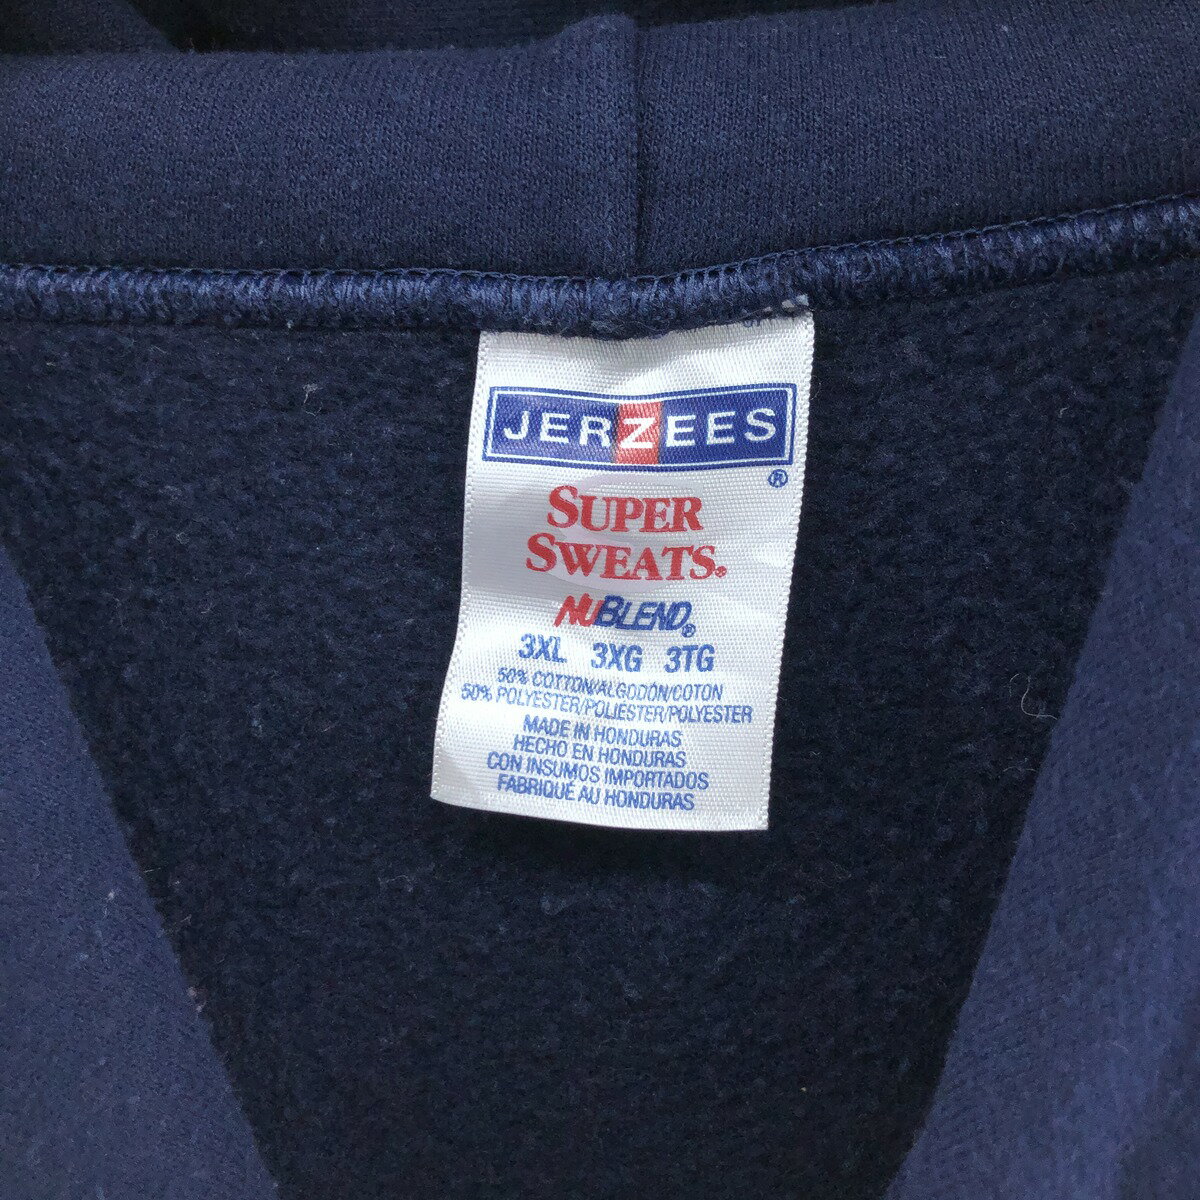 JERZEES
®
SUPER
SWEATS®
NUBLEND®
3XL 3XG 3TG
50% COTTON/ALGODÓN/COTON
50% POLYESTER/POLIESTER/POLYESTER
MADE IN HONDURAS
HECHO EN HONDURAS
CON INSUMOS IMPORTADOS
FABRIQUÉ AU HONDURAS